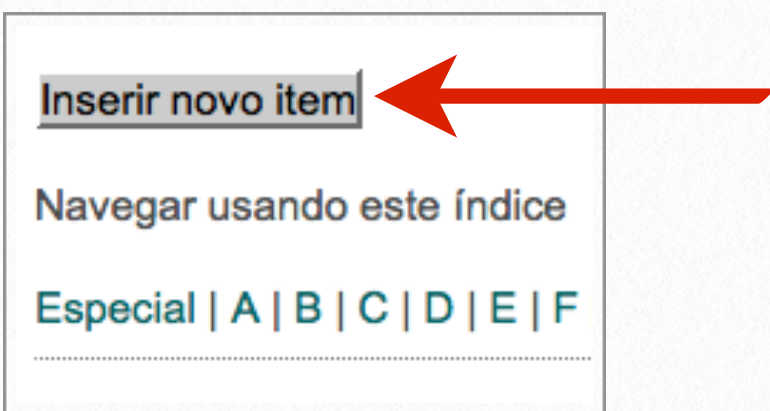 Inserir novo item
Navegar usando este índice
Especial | A | B | C | D | E | F